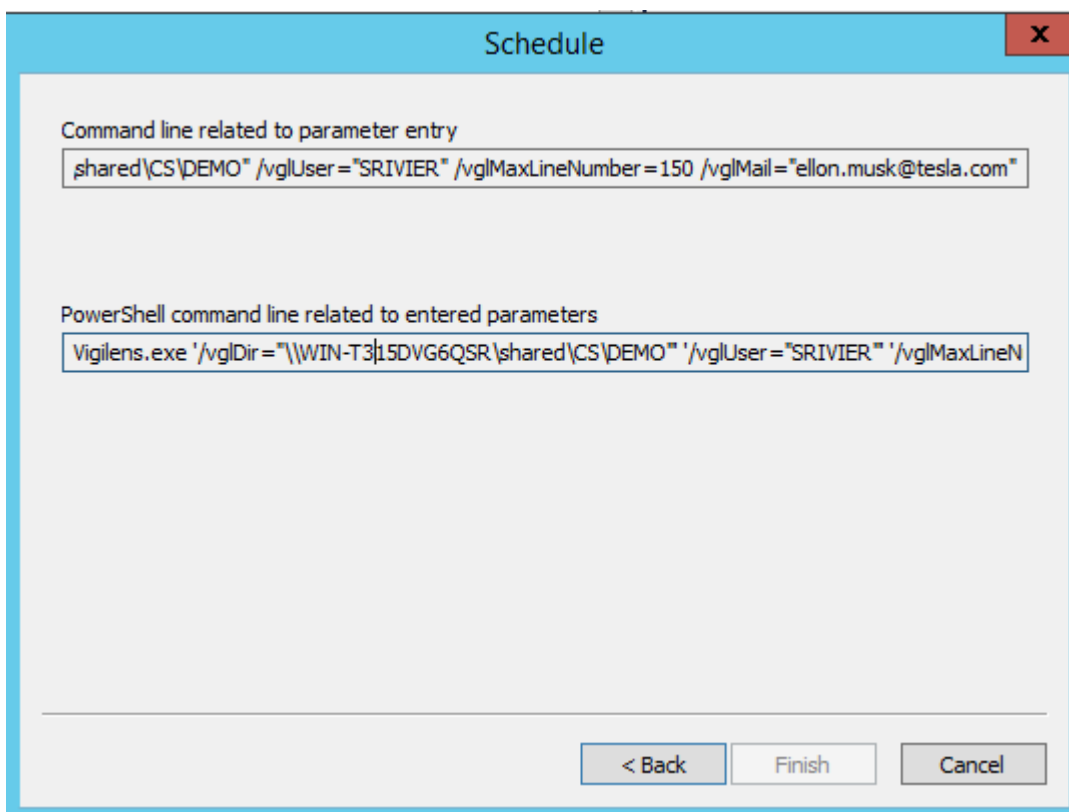 Schedule
x
Command line related to parameter entry
shared\CS\DEMO" /vglUser="SRIVIER" /vglMaxLineNumber=150 /vglMail="ellon.musk@tesla.com"
PowerShell command line related to entered parameters
Vigilens.exe '/vglDir="\\WIN-T315DVG6QSR\shared\CS\DEMO"' '/vglUser="SRIVIER"' '/vglMaxLineN
< Back
Finish
Cancel